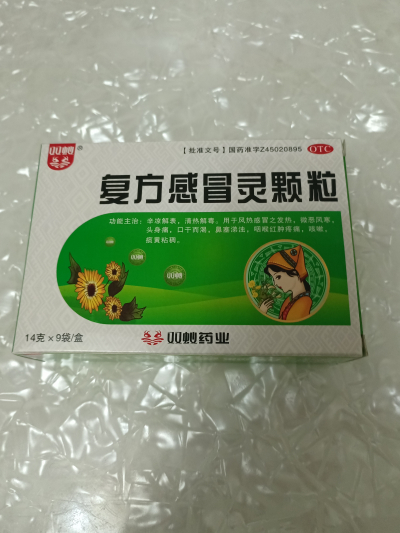 双蚁®
【批准文号】国药准字Z45020895 OTC
复方感冒灵颗粒
功能主治：辛凉解表，清热解毒。用于风热感冒之发热，微恶风寒，
头身痛，口干而渴，鼻塞涕浊，咽喉红肿疼痛，咳嗽，
痰黄粘稠。
双蚁药业
14克×9袋/盒